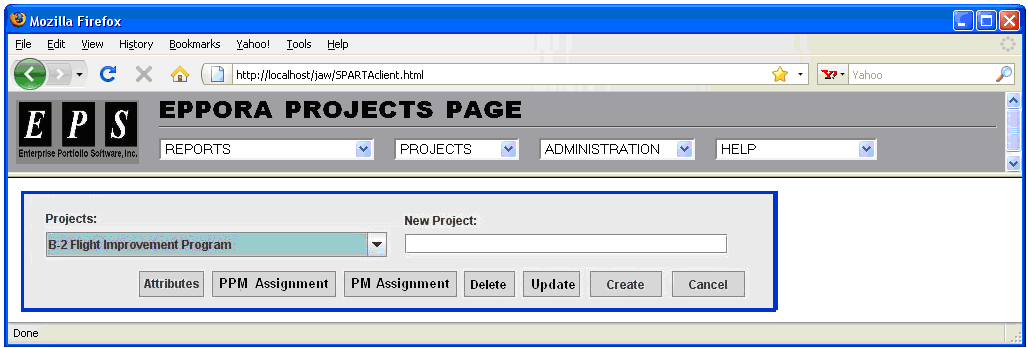 Mozilla Firefox
File Edit View History Bookmarks Yahoo! Tools Help
http://localhost/jaw/SPARTAclient.html
Y! Yahoo
EPS
Enterprise Portfolio Software, Inc.
EPPORA PROJECTS PAGE
REPORTS PROJECTS ADMINISTRATION HELP
Projects: New Project:
B-2 Flight Improvement Program
Attributes PPM Assignment PM Assignment Delete Update Create Cancel
Done